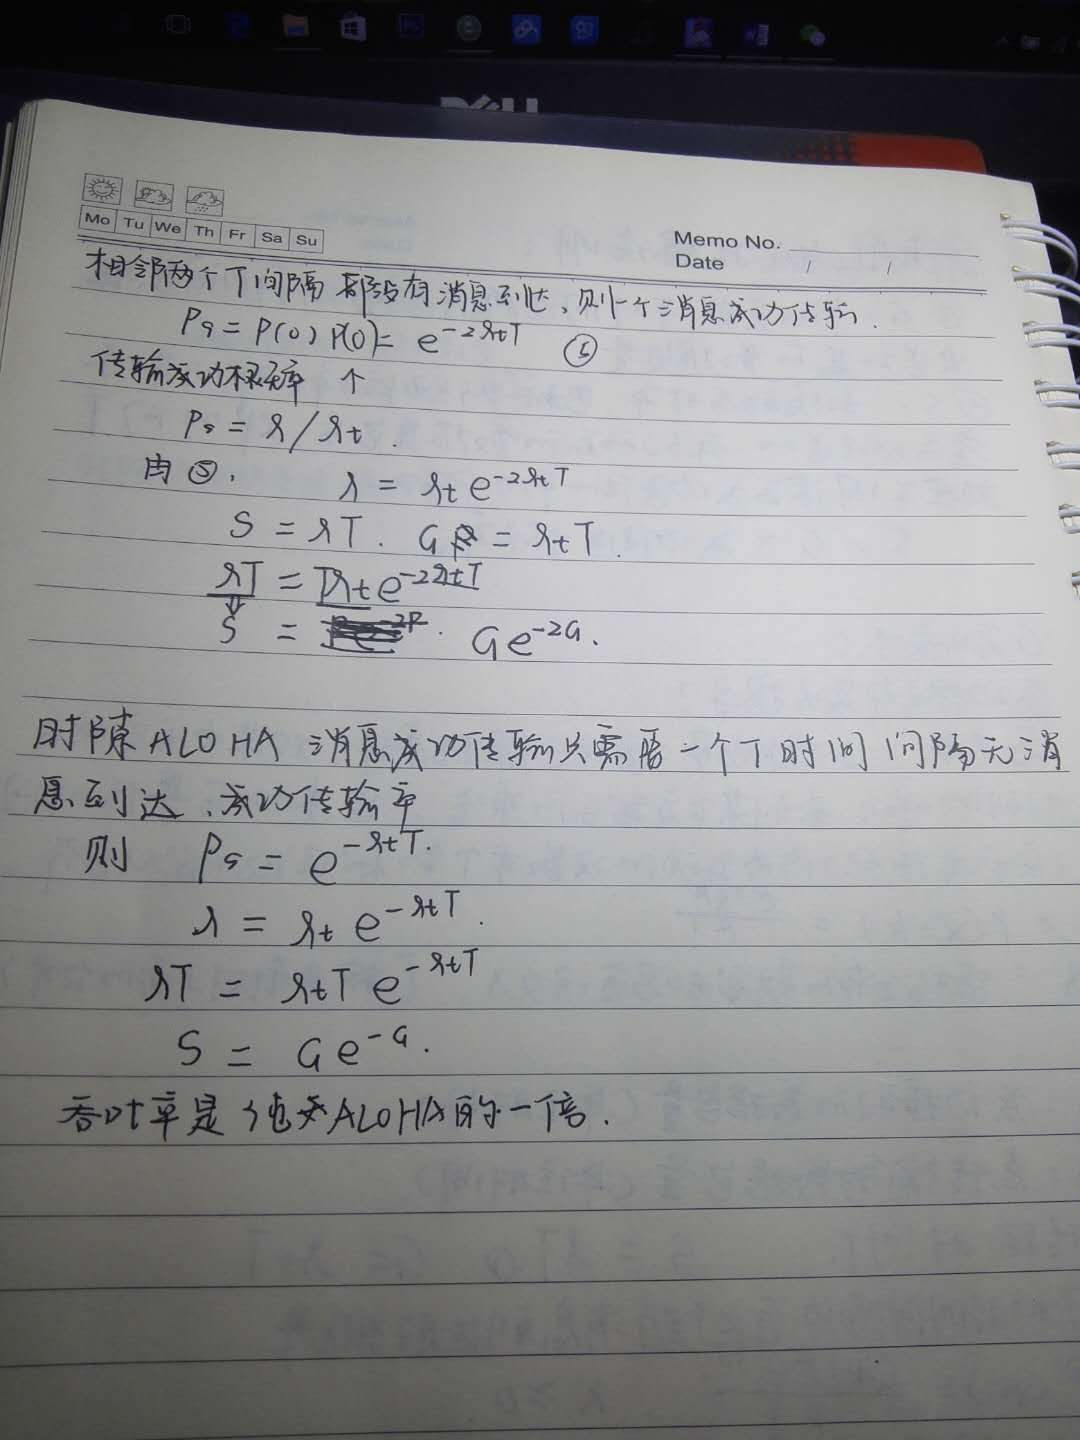 DELL
Mo Tu We Th Fr Sa Su
Memo No.
Date / /
相邻两个T间隔都没有消息到达,则一个消息成功传输.
Ps = P(0) P(0) = e^-2λtT ⑤
传输成功概率 ↑
Ps = λ/λt.
由⑤, λ = λt e^-2λtT
S = λT. G = λtT.
λT = Tλt e^-2λtT
⇓
S = Ge^-2G.
时隙ALOHA 消息成功传输只需要一个T时间间隔无消
息到达、成功传输率
则 Ps = e^-λtT.
λ = λt e^-λtT.
λT = λtT e^-λtT
S = Ge^-G.
吞吐率是纯ALOHA的一倍.